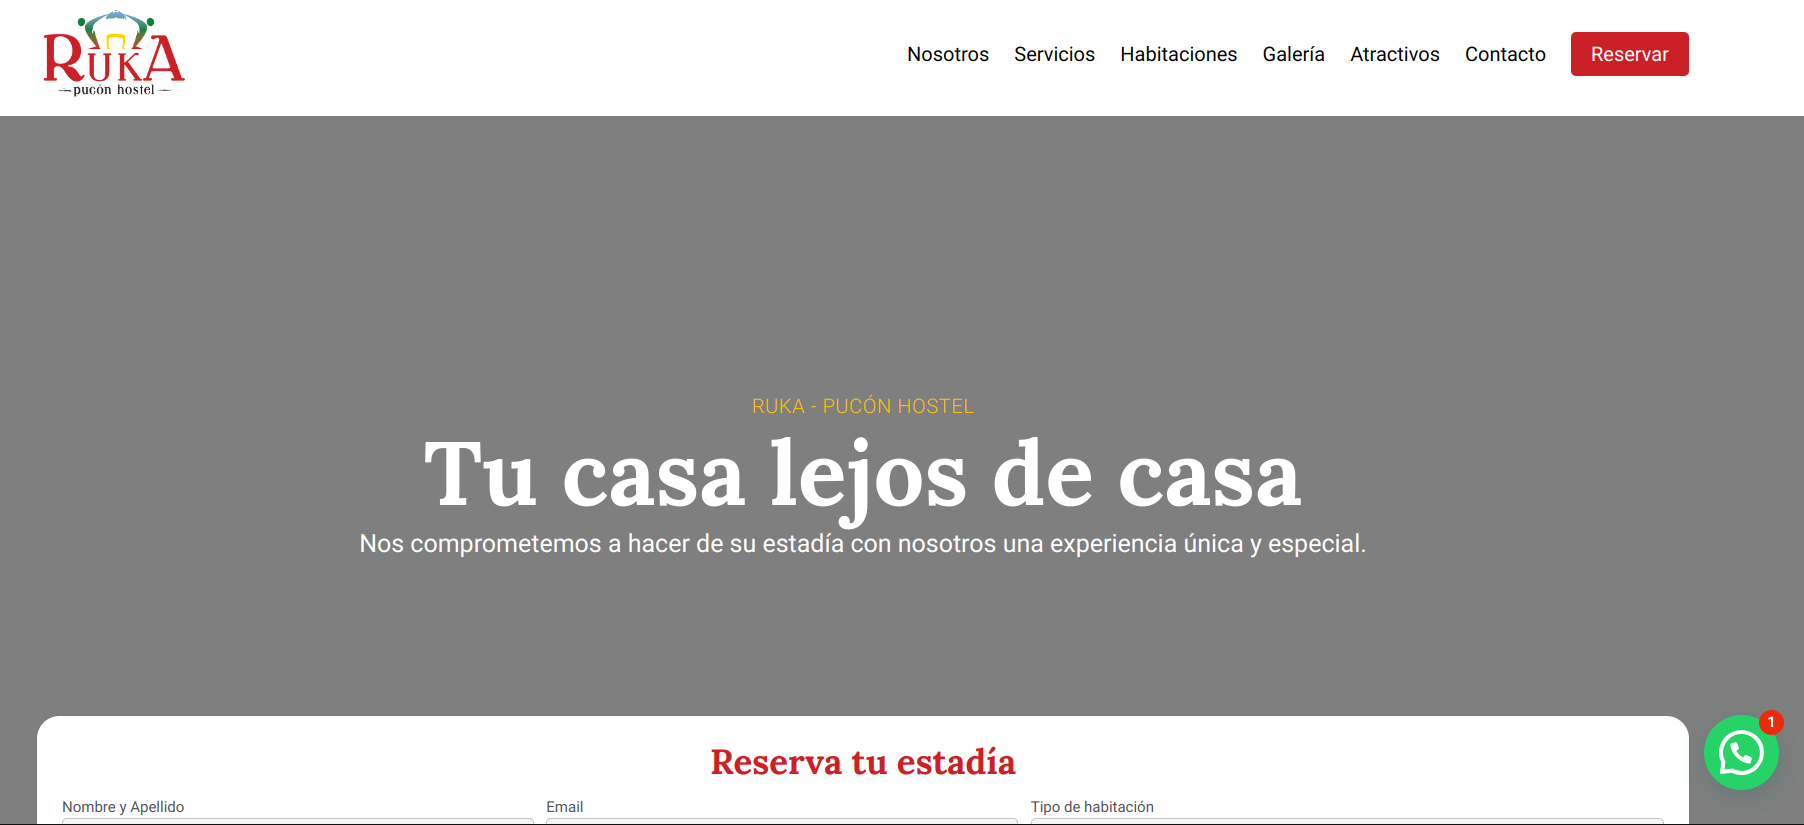 RUKA
pucón hostel
Nosotros Servicios Habitaciones Galería Atractivos Contacto Reservar
RUKA - PUCÓN HOSTEL
Tu casa lejos de casa
Nos comprometemos a hacer de su estadía con nosotros una experiencia única y especial.
1
Reserva tu estadía
Nombre y Apellido Email Tipo de habitación